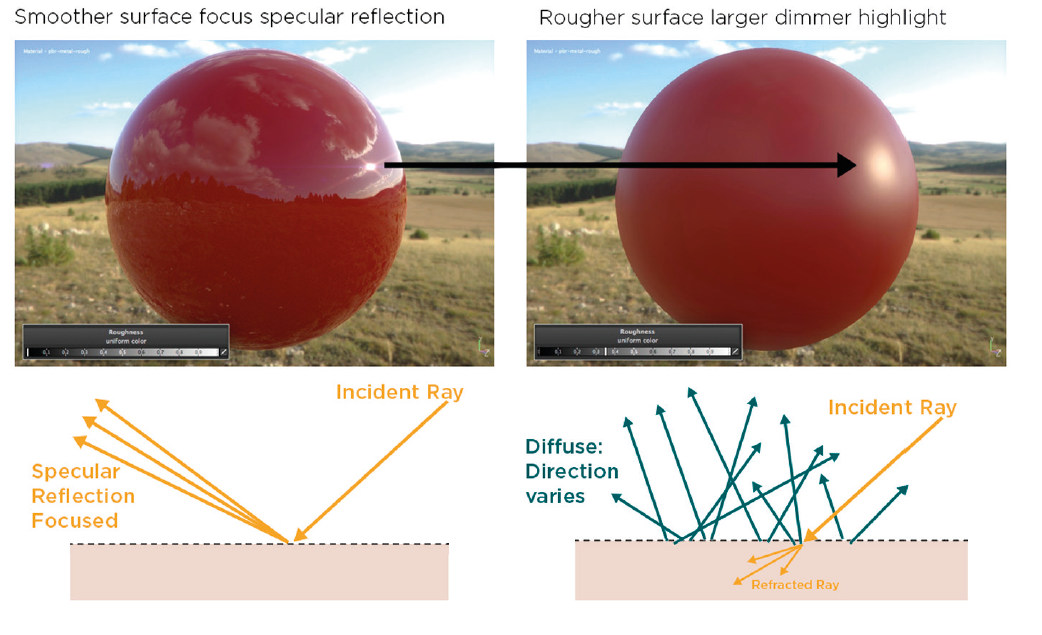 Smoother surface focus specular reflection
Rougher surface larger dimmer highlight
Material - pbr-metal-rough
Material - pbr-metal-rough
Roughness
uniform color
0.1 0.2 0.3 0.4 0.5 0.6 0.7 0.8 0.9
Roughness
uniform color
0.1 0.2 0.3 0.4 0.5 0.6 0.7 0.8 0.9
Incident Ray
Specular
Reflection
Focused
Incident Ray
Diffuse:
Direction
varies
Refracted Ray